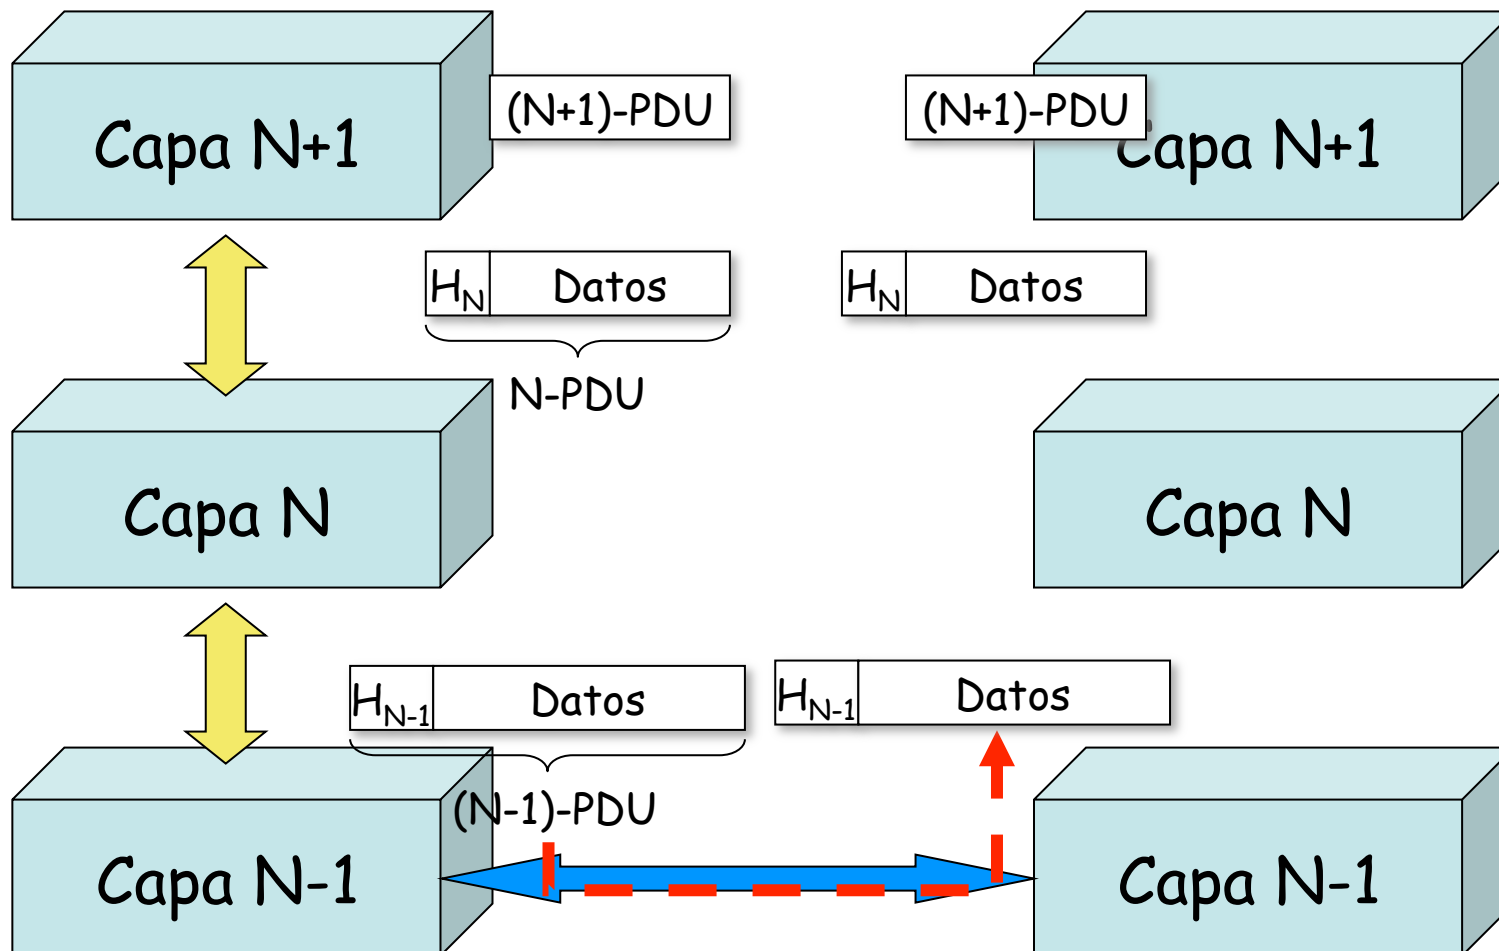 Capa N+1
(N+1)-PDU
(N+1)-PDU
Capa N+1
HN Datos
HN Datos
N-PDU
Capa N
Capa N
HN-1 Datos
HN-1 Datos
(N-1)-PDU
Capa N-1
Capa N-1